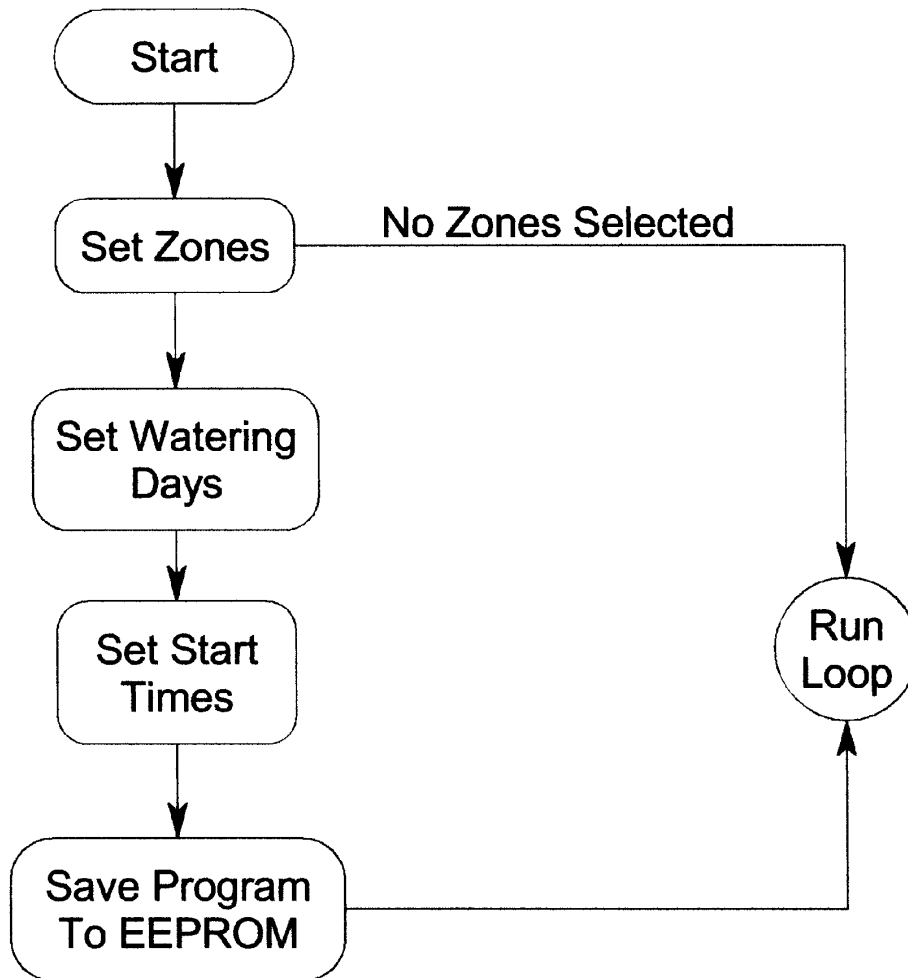 Start
Set Zones
No Zones Selected
Set Watering
Days
Set Start
Times
Run
Loop
Save Program
To EEPROM